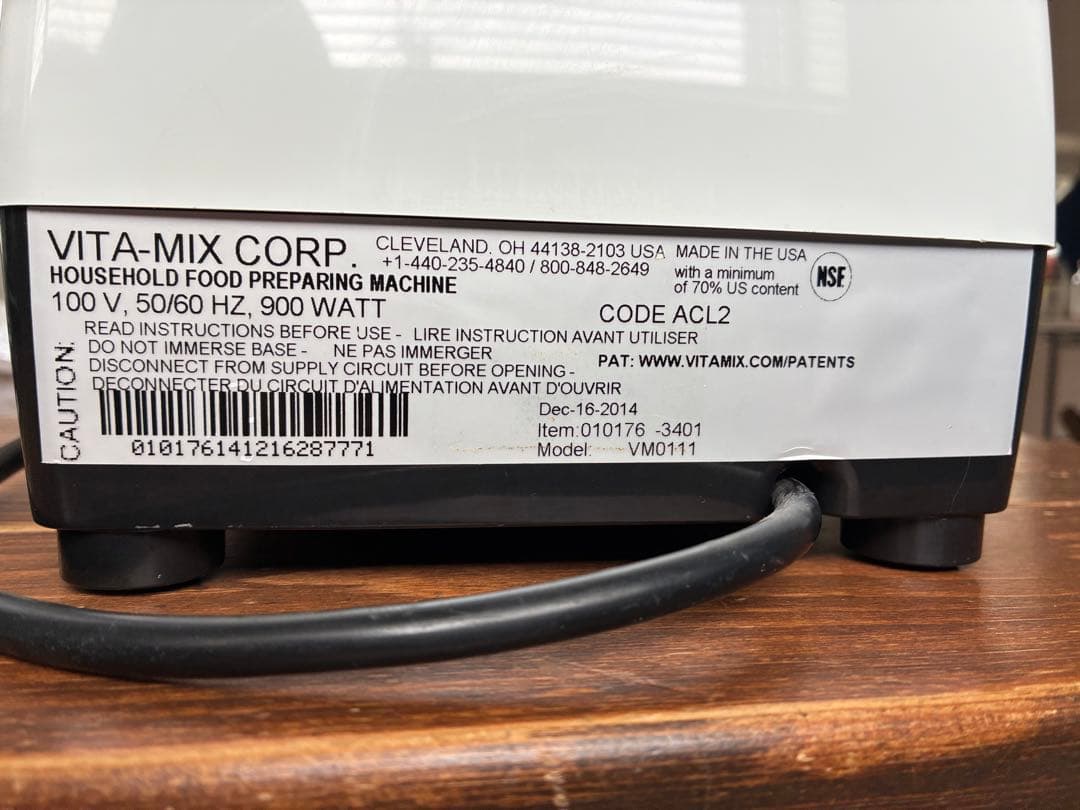 VITA-MIX CORP.
CLEVELAND, OH 44138-2103 USA
+1-440-235-4840 / 800-848-2649
MADE IN THE USA
with a minimum
of 70% US content
NSF
HOUSEHOLD FOOD PREPARING MACHINE
100 V, 50/60 HZ, 900 WATT
CODE ACL2
CAUTION:
READ INSTRUCTIONS BEFORE USE - LIRE INSTRUCTION AVANT UTILISER
DO NOT IMMERSE BASE - NE PAS IMMERGER
PAT: WWW.VITAMIX.COM/PATENTS
DISCONNECT FROM SUPPLY CIRCUIT BEFORE OPENING -
DECONNECTER DU CIRCUIT D'ALIMENTATION AVANT D'OUVRIR
Dec-16-2014
Item:010176 -3401
Model: VM0111
010176141216287771